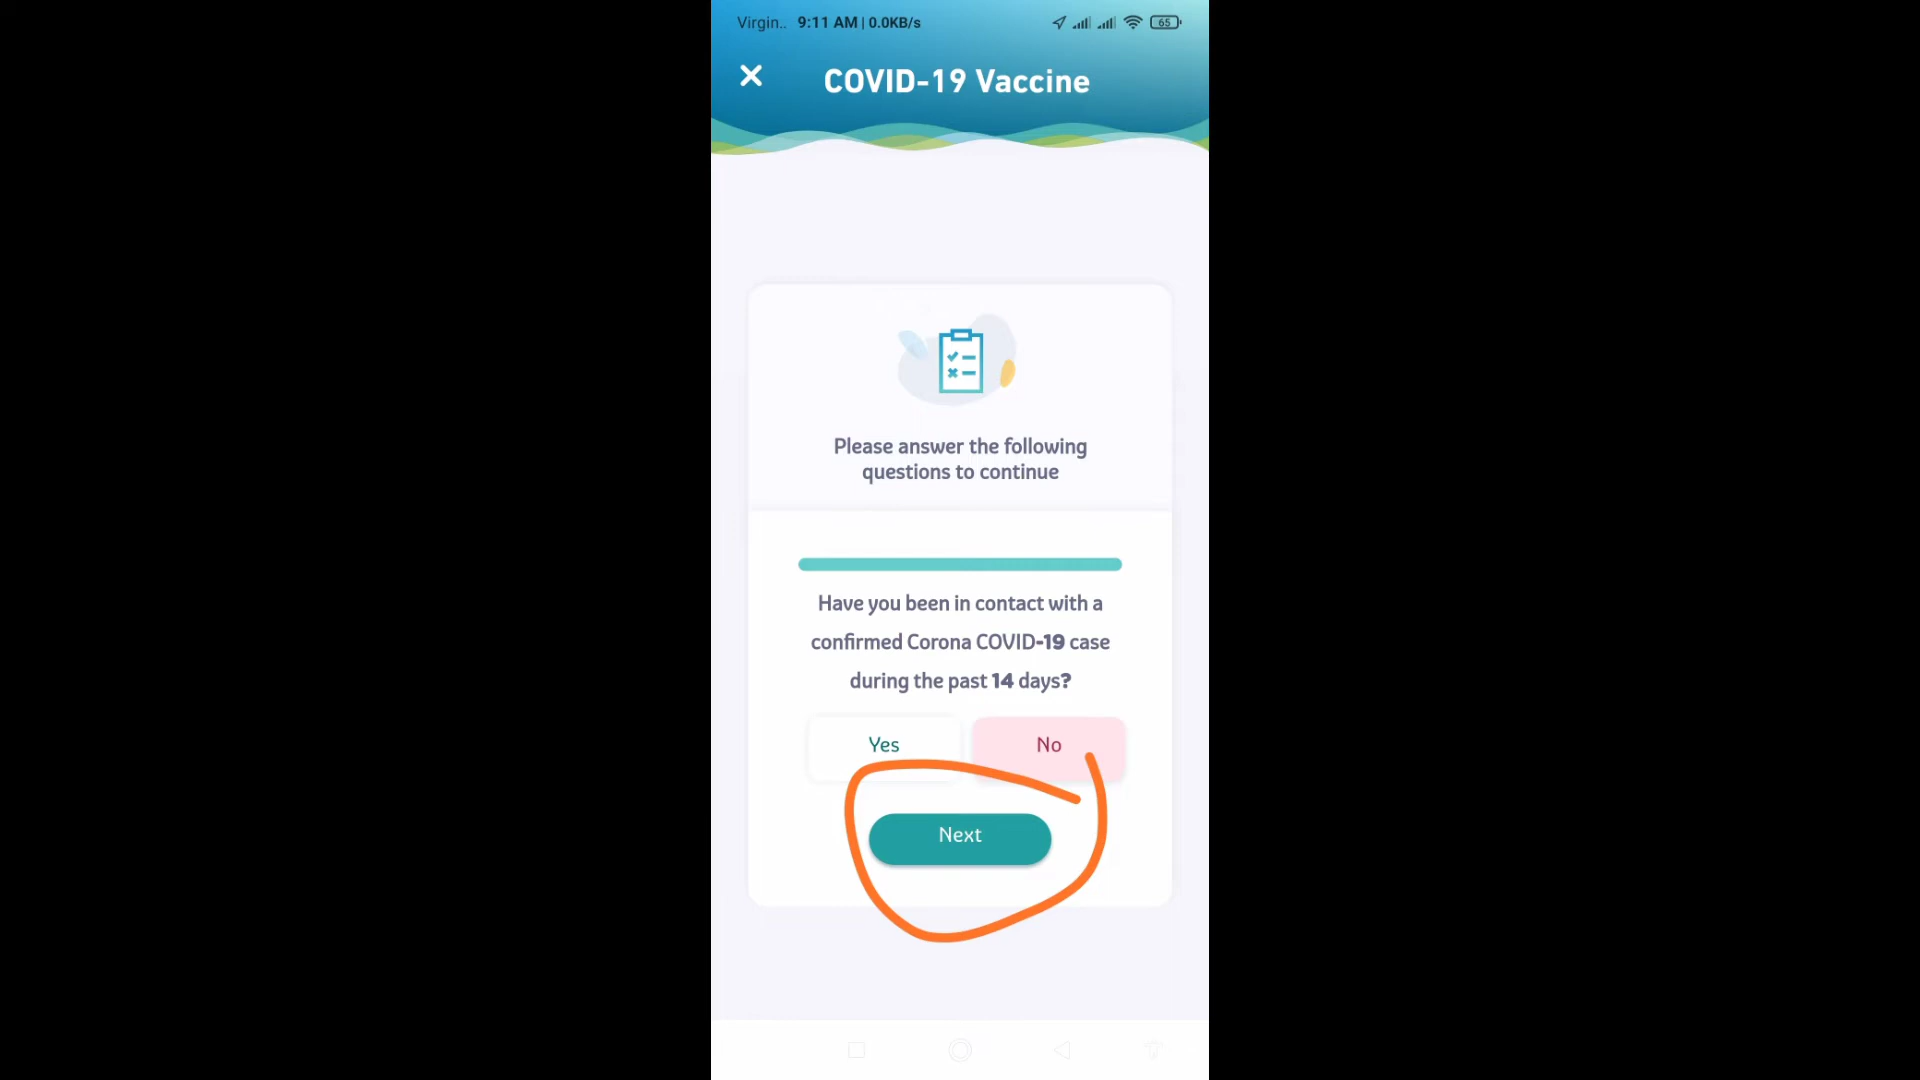 Virgin.. 9:11 AM | 0.0KB/s 65
COVID-19 Vaccine
Please answer the following
questions to continue
Have you been in contact with a
confirmed Corona COVID-19 case
during the past 14 days?
Yes No
Next